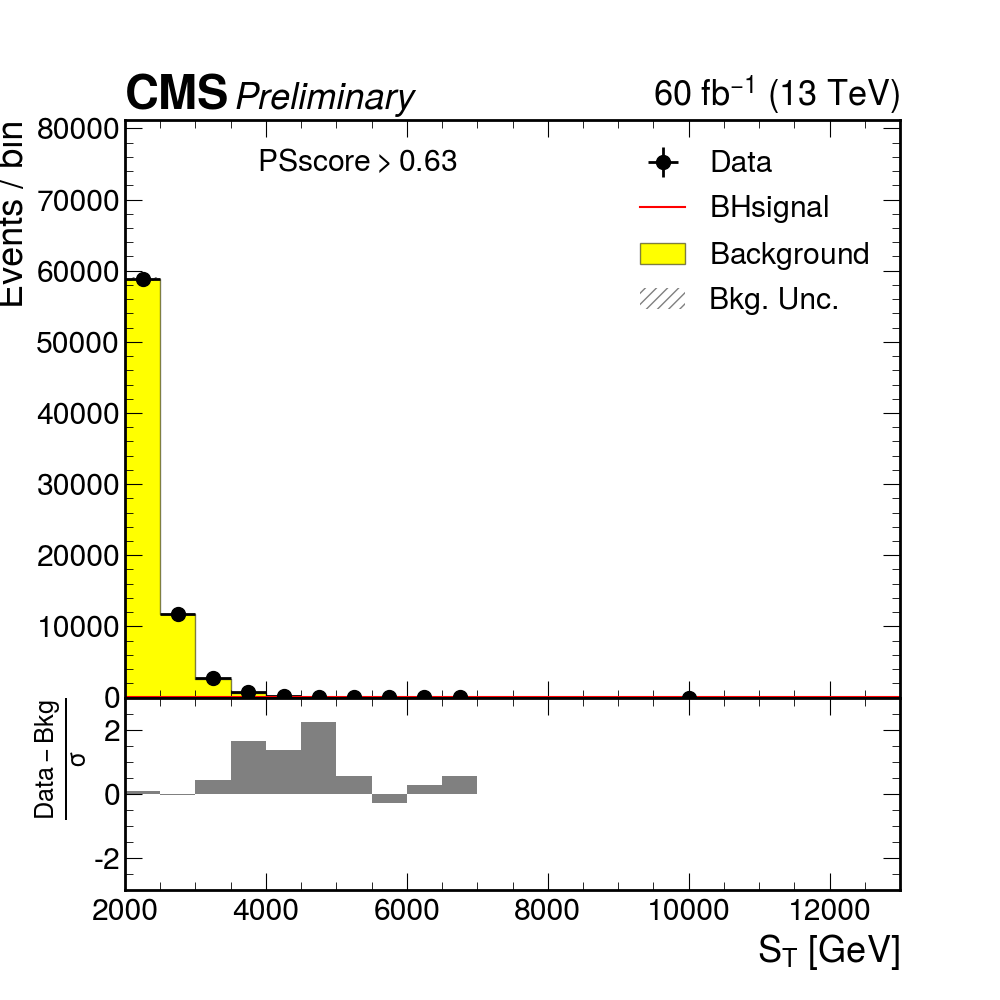 CMS Preliminary
60 fb⁻¹ (13 TeV)
Events / bin
80000
70000
60000
50000
40000
30000
20000
10000
0
PSscore > 0.63
Data
BHsignal
Background
Bkg. Unc.
Data − Bkg
σ
2
0
-2
2000 4000 6000 8000 10000 12000
S_T [GeV]